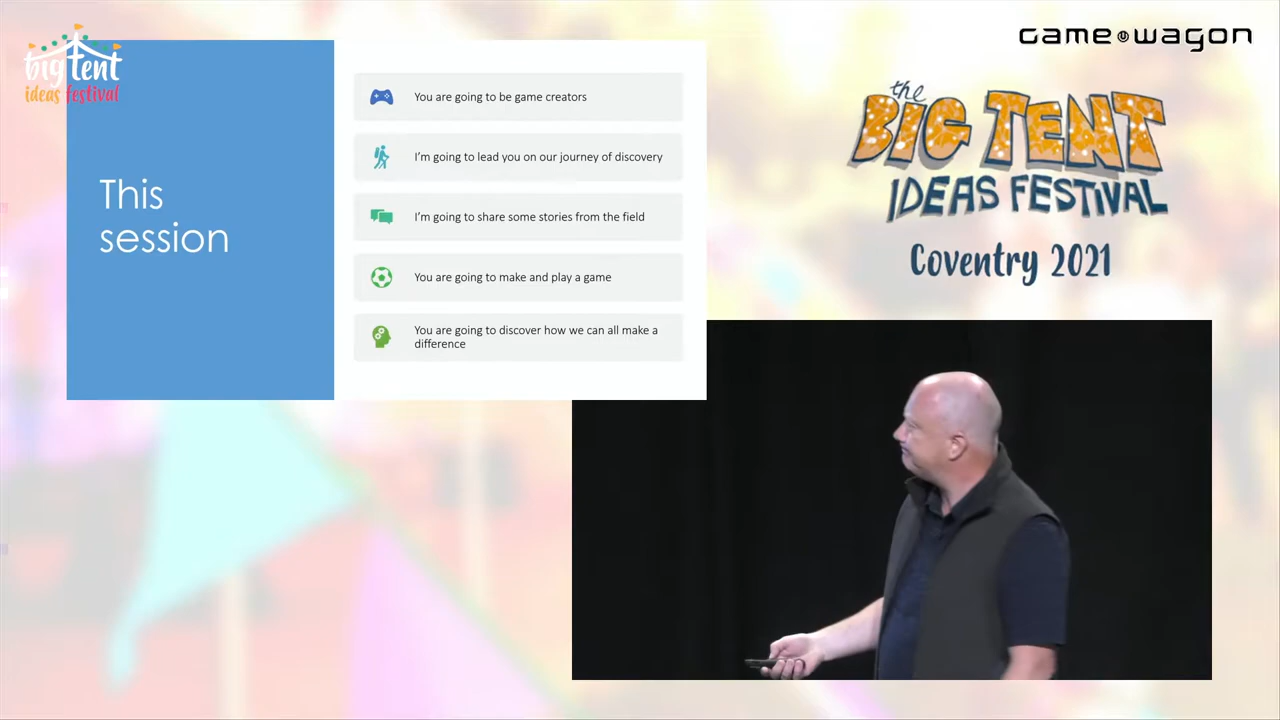 big tent
ideas festival
This
session
You are going to be game creators
I'm going to lead you on our journey of discovery
I'm going to share some stories from the field
You are going to make and play a game
You are going to discover how we can all make a
difference
game wagon
the
BIG TENT
IDEAS FESTIVAL
Coventry 2021